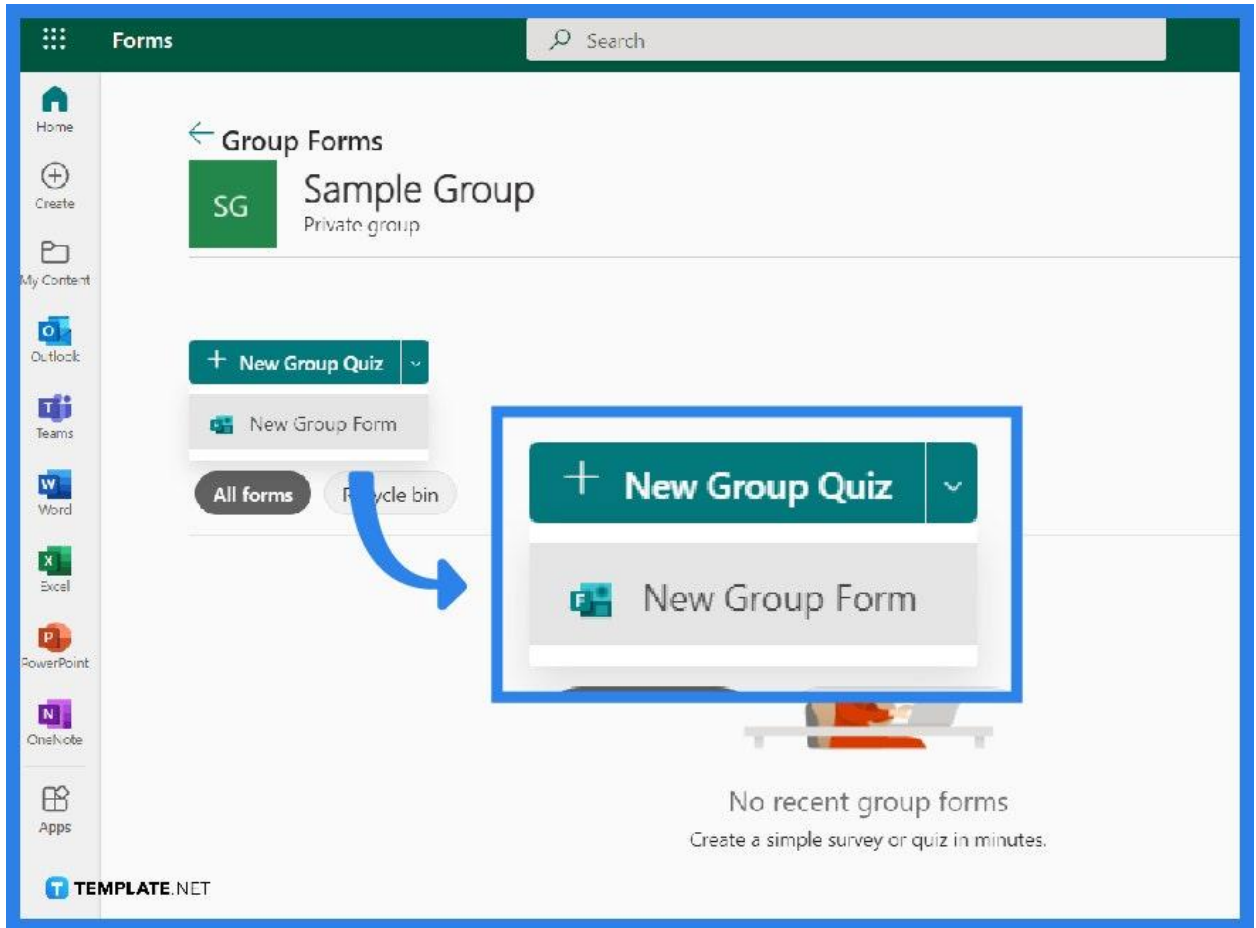 Forms
Search
Home
Create
My Content
Outlook
Teams
Word
Excel
PowerPoint
OneNote
Apps
Group Forms
SG
Sample Group
Private group
+ New Group Quiz
New Group Form
All forms
bin
+ New Group Quiz
New Group Form
No recent group forms
Create a simple survey or quiz in minutes.
T TEMPLATE.NET